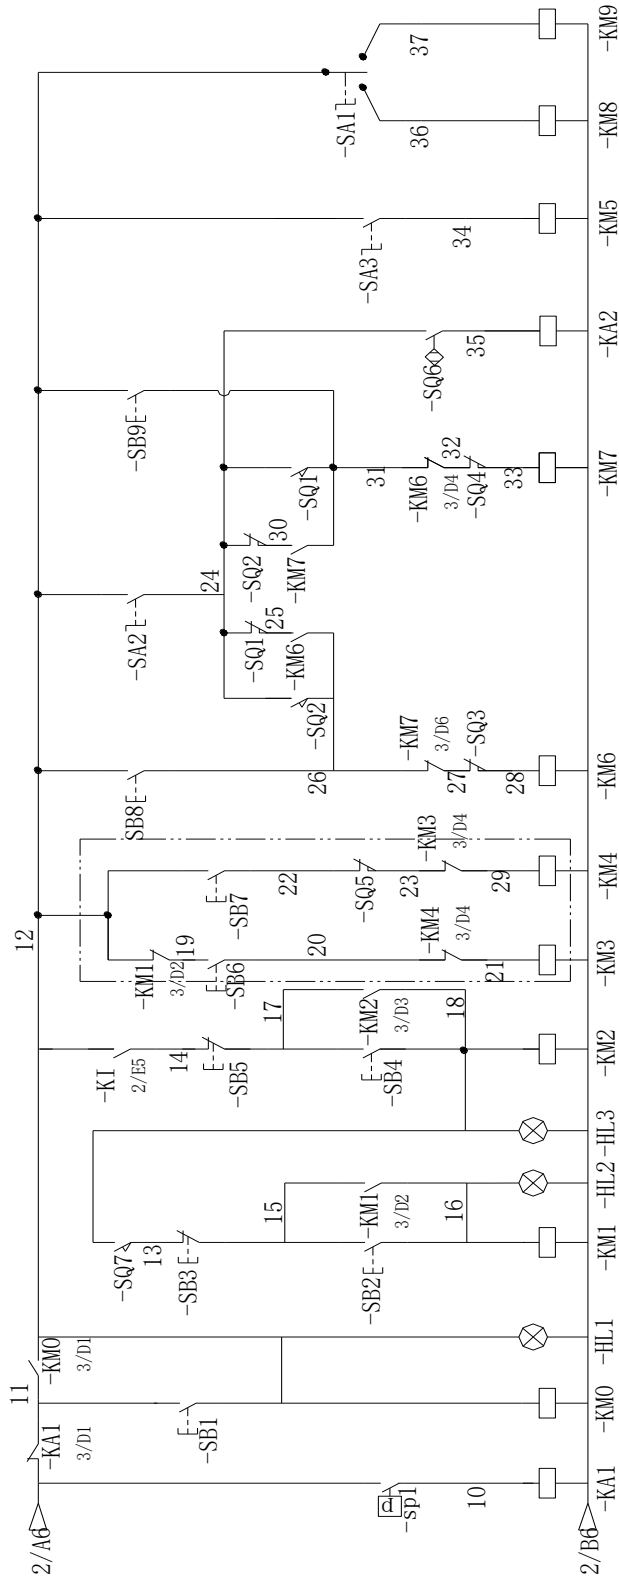 2/A6
-KA1
3/D1
11
-KM0
3/D1
12
-SB1
-sp1
d
10
-SQ7
13
-SB3
15
-SB2
-KM1
3/D2
16
-KI
2/E5
14
-SB5
17
-KM2
3/D3
-SB4
18
-KM1
3/D2
19
-SB6
20
-KM4
3/D4
21
-SB7
22
-SQ5
23
-KM3
3/D4
29
SB8
26
-KM7
3/D6
27
-SQ3
28
-SA2
24
-SQ2
-SQ1
25
-KM6
-SQ2
30
-KM7
-SQ1
-SB9
31
-KM6
3/D4
32
-SQ4
33
-SQ6
35
-SA3
34
-SA1
36
37
2/B6
-KA1
-KM0
-HL1
-KM1
-HL2
-HL3
-KM2
-KM3
-KM4
-KM6
-KM7
-KA2
-KM5
-KM8
-KM9